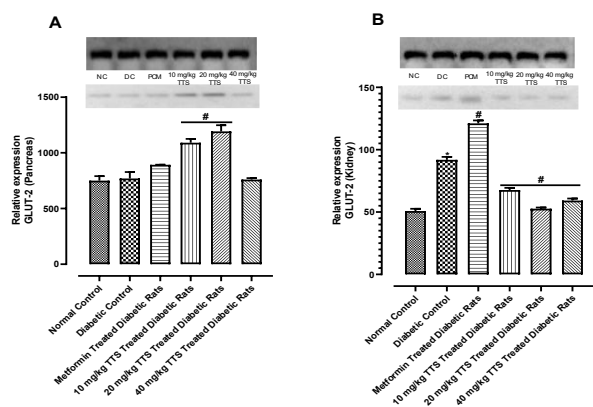 A
NC DC PCM 10 mg/kg TTS 20 mg/kg TTS 40 mg/kg TTS
Relative expression
GLUT-2 (Pancreas)
1500
1000
500
0
#
Normal Control
Diabetic Control
Metformin Treated Diabetic Rats
10 mg/kg TTS Treated Diabetic Rats
20 mg/kg TTS Treated Diabetic Rats
40 mg/kg TTS Treated Diabetic Rats
B
NC DC PCM 10 mg/kg TTS 20 mg/kg TTS 40 mg/kg TTS
Relative expression
GLUT-2 (Kidney)
150
100
50
0
*
#
#
Normal Control
Diabetic Control
Metformin Treated Diabetic Rats
10 mg/kg TTS Treated Diabetic Rats
20 mg/kg TTS Treated Diabetic Rats
40 mg/kg TTS Treated Diabetic Rats